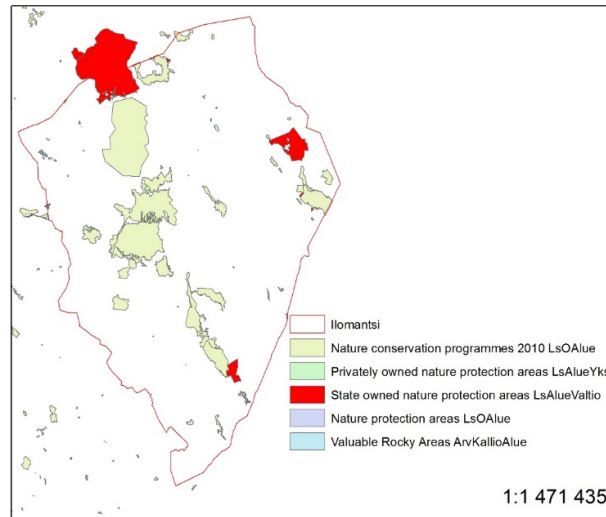 Ilomantsi
Nature conservation programmes 2010 LsOAlue
Privately owned nature protection areas LsAlueYks
State owned nature protection areas LsAlueValtio
Nature protection areas LsOAlue
Valuable Rocky Areas ArvKallioAlue
1:1 471 435